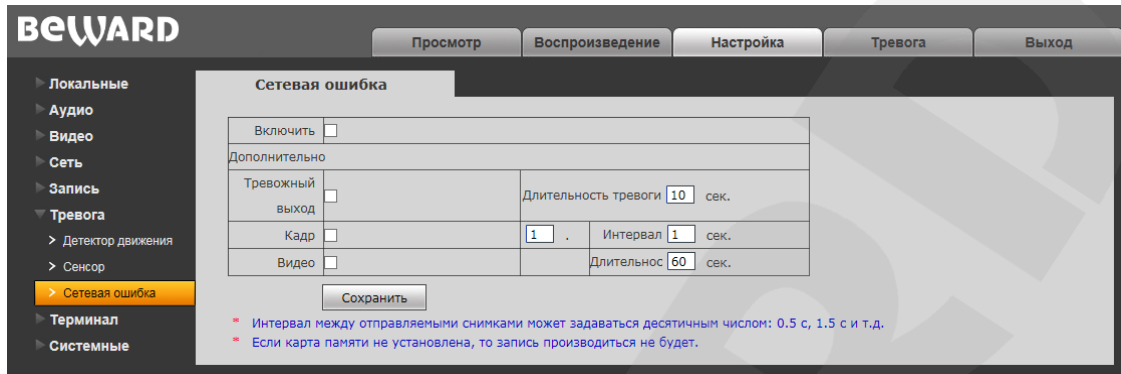 BEWARD
Просмотр Воспроизведение Настройка Тревога Выход
Локальные
Аудио
Видео
Сеть
Запись
Тревога
Детектор движения
Сенсор
Сетевая ошибка
Терминал
Системные
Сетевая ошибка
Включить
Дополнительно
Тревожный выход Длительность тревоги 10 сек.
Кадр 1 . Интервал 1 сек.
Видео Длительнос 60 сек.
Сохранить
* Интервал между отправляемыми снимками может задаваться десятичным числом: 0.5 с, 1.5 с и т.д.
* Если карта памяти не установлена, то запись производиться не будет.